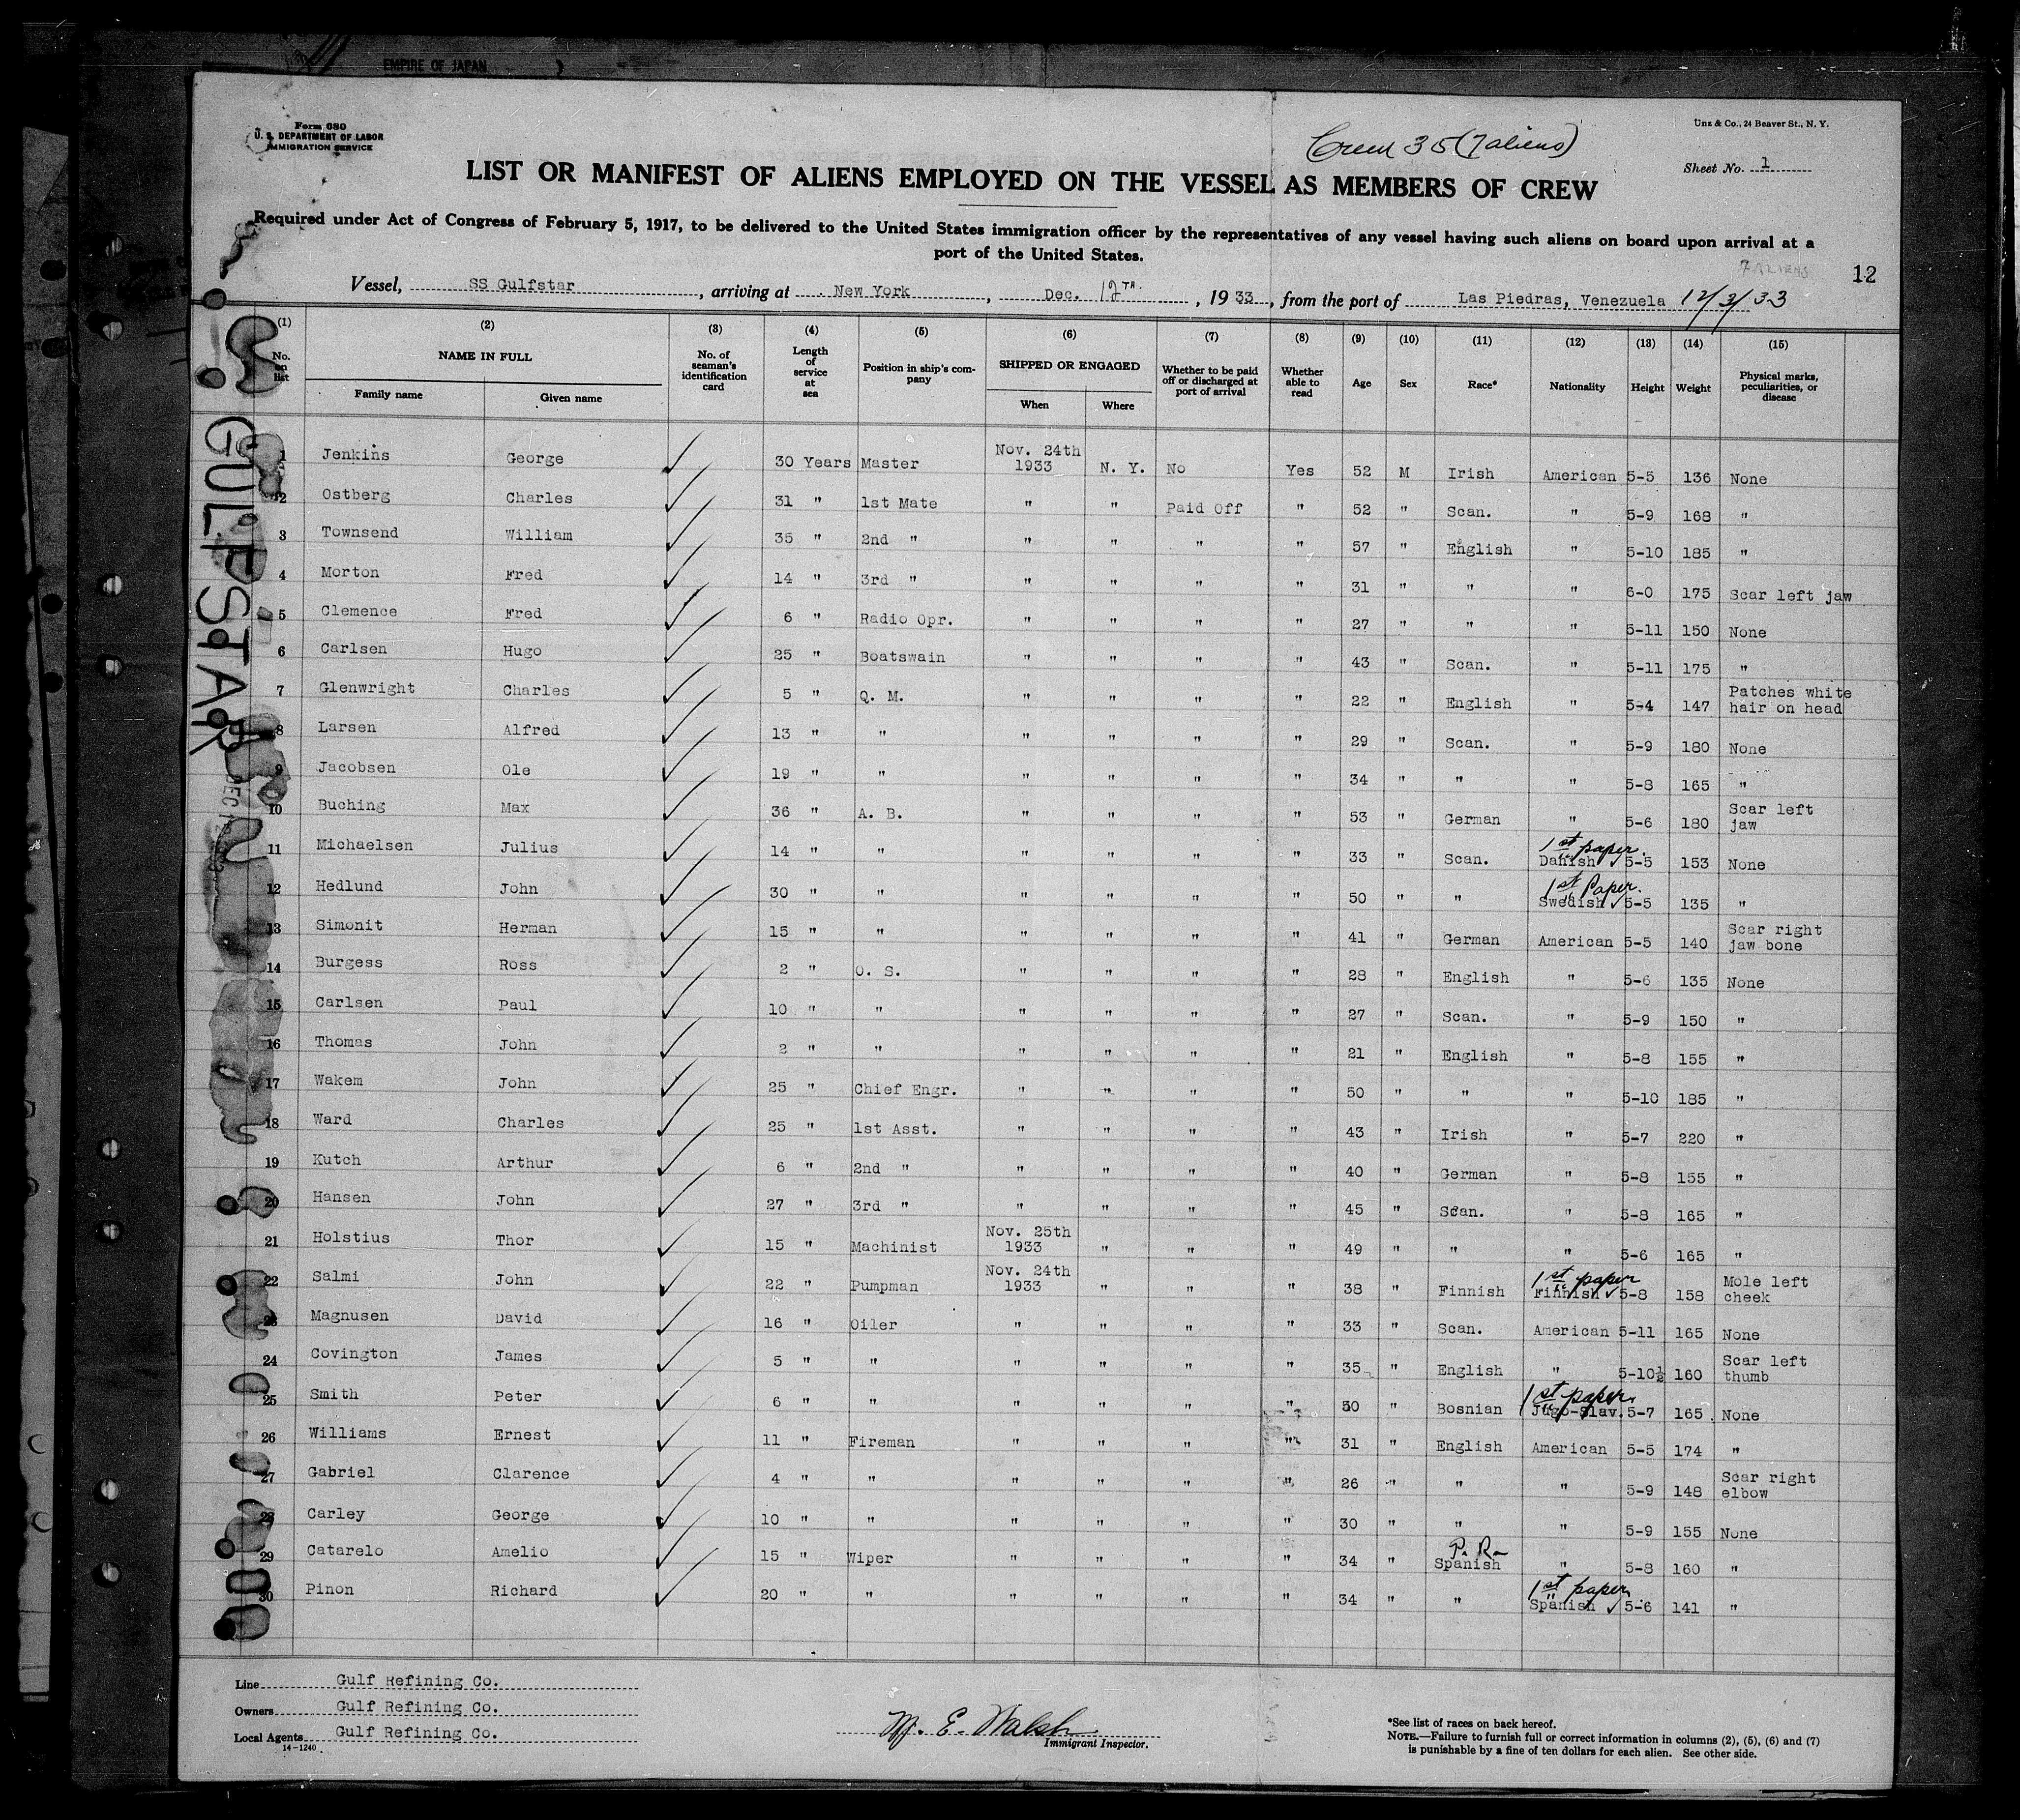 EMPIRE OF JAPAN
Form 680
U. S. DEPARTMENT OF LABOR
IMMIGRATION SERVICE
Unz & Co., 24 Beaver St., N. Y.
Crew 35 (7 aliens)
Sheet No. 1
LIST OR MANIFEST OF ALIENS EMPLOYED ON THE VESSEL AS MEMBERS OF CREW
Required under Act of Congress of February 5, 1917, to be delivered to the United States immigration officer by the representatives of any vessel having such aliens on board upon arrival at a
port of the United States.
7 ALIENS
12
Vessel, SS Gulfstar, arriving at New York, Dec. 12TH., 1933, from the port of Las Piedras, Venezuela 12/3/33
(1) (2) (3) (4) (5) (6) (7) (8) (9) (10) (11) (12) (13) (14) (15)
No. on list NAME IN FULL Family name Given name No. of seaman's identification card Length of service at sea Position in ship's company SHIPPED OR ENGAGED When Where Whether to be paid off or discharged at port of arrival Whether able to read Age Sex Race* Nationality Height Weight Physical marks, peculiarities, or disease
S. S. GULFSTAR
1 Jenkins George 30 Years Master Nov. 24th 1933 N. Y. No Yes 52 M Irish American 5-5 136 None
2 Ostberg Charles 31 " 1st Mate " " Paid Off " 52 " Scan. " 5-9 168 "
3 Townsend William 35 " 2nd " " " " " 57 " English " 5-10 185 "
4 Morton Fred 14 " 3rd " " " " " 31 " " " 6-0 175 Scar left jaw
5 Clemence Fred 6 " Radio Opr. " " " " 27 " " " 5-11 150 None
6 Carlsen Hugo 25 " Boatswain " " " " 43 " Scan. " 5-11 175 "
7 Glenwright Charles 5 " Q. M. " " " " 22 " English " 5-4 147 Patches white hair on head
8 Larsen Alfred 13 " " " " " " 29 " Scan. " 5-9 180 None
9 Jacobsen Ole 19 " " " " " " 34 " " " 5-8 165 "
10 Buching Max 36 " A. B. " " " " 53 " German " 5-6 180 Scar left jaw
11 Michaelsen Julius 14 " " " " " " 33 " Scan. 1st paper. Danish 5-5 153 None
12 Hedlund John 30 " " " " " " 50 " " 1st Paper. Swedish 5-5 135 "
13 Simonit Herman 15 " " " " " " 41 " German American 5-5 140 Scar right jaw bone
14 Burgess Ross 2 " O. S. " " " " 28 " English " 5-6 135 None
15 Carlsen Paul 10 " " " " " " 27 " Scan. " 5-9 150 "
16 Thomas John 2 " " " " " " 21 " English " 5-8 155 "
17 Wakem John 25 " Chief Engr. " " " " 50 " " " 5-10 185 "
18 Ward Charles 25 " 1st Asst. " " " " 43 " Irish " 5-7 220 "
19 Kutch Arthur 6 " 2nd " " " " " 40 " German " 5-8 155 "
20 Hansen John 27 " 3rd " " " " " 45 " Scan. " 5-8 165 "
21 Holstius Thor 15 " Machinist Nov. 25th 1933 " " " 49 " " " 5-6 165 "
22 Salmi John 22 " Pumpman Nov. 24th 1933 " " " 38 " Finnish 1st paper Finnish 5-8 158 Mole left cheek
23 Magnusen David 16 " Oiler " " " " 33 " Scan. American 5-11 165 None
24 Covington James 5 " " " " " " 35 " English " 5-10½ 160 Scar left thumb
25 Smith Peter 6 " " " " " " 50 " Bosnian 1st paper. Jugo-Slav. 5-7 165 None
26 Williams Ernest 11 " Fireman " " " " 31 " English American 5-5 174 "
27 Gabriel Clarence 4 " " " " " " 26 " " " 5-9 148 Scar right elbow
28 Carley George 10 " " " " " " 30 " " " 5-9 155 None
29 Catarelo Amelio 15 " Wiper " " " " 34 " P. R. Spanish " 5-8 160 "
30 Pinon Richard 20 " " " " " " 34 " " 1st paper. Spanish 5-6 141 "
Line Gulf Refining Co.
Owners Gulf Refining Co.
Local Agents Gulf Refining Co.
14-1240
W. E. Walsh
Immigrant Inspector.
*See list of races on back hereof.
NOTE.—Failure to furnish full or correct information in columns (2), (5), (6) and (7)
is punishable by a fine of ten dollars for each alien. See other side.